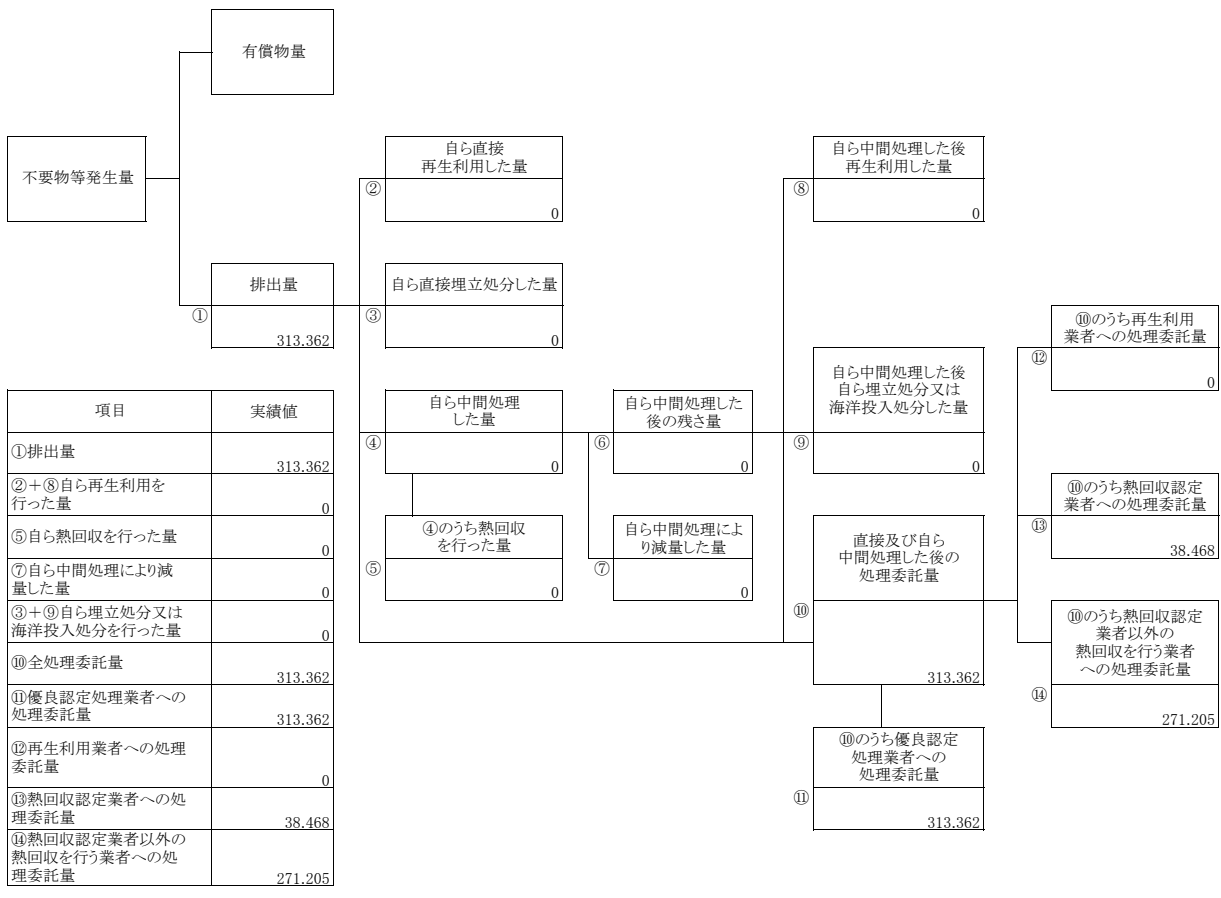 有償物量
不要物等発生量
自ら直接
再生利用した量
②
0
自ら中間処理した後
再生利用した量
⑧
0
排出量
①
313.362
自ら直接埋立処分した量
③
0
自ら中間処理
した量
④
0
自ら中間処理した
後の残さ量
⑥
0
自ら中間処理した後
自ら埋立処分又は
海洋投入処分した量
⑨
0
⑩のうち再生利用
業者への処理委託量
⑫
0
④のうち熱回収
を行った量
⑤
0
自ら中間処理によ
り減量した量
⑦
0
直接及び自ら
中間処理した後の
処理委託量
⑩
313.362
⑩のうち熱回収認定
業者への処理委託量
⑬
38.468
⑩のうち熱回収認定
業者以外の
熱回収を行う業者
への処理委託量
⑭
271.205
⑩のうち優良認定
処理業者への
処理委託量
⑪
313.362
項目 実績値
①排出量
313.362
②+⑧自ら再生利用を
行った量
0
⑤自ら熱回収を行った量
0
⑦自ら中間処理により減
量した量
0
③+⑨自ら埋立処分又は
海洋投入処分を行った量
0
⑩全処理委託量
313.362
⑪優良認定処理業者への
処理委託量
313.362
⑫再生利用業者への処理
委託量
0
⑬熱回収認定業者への処
理委託量
38.468
⑭熱回収認定業者以外の
熱回収を行う業者への処
理委託量
271.205